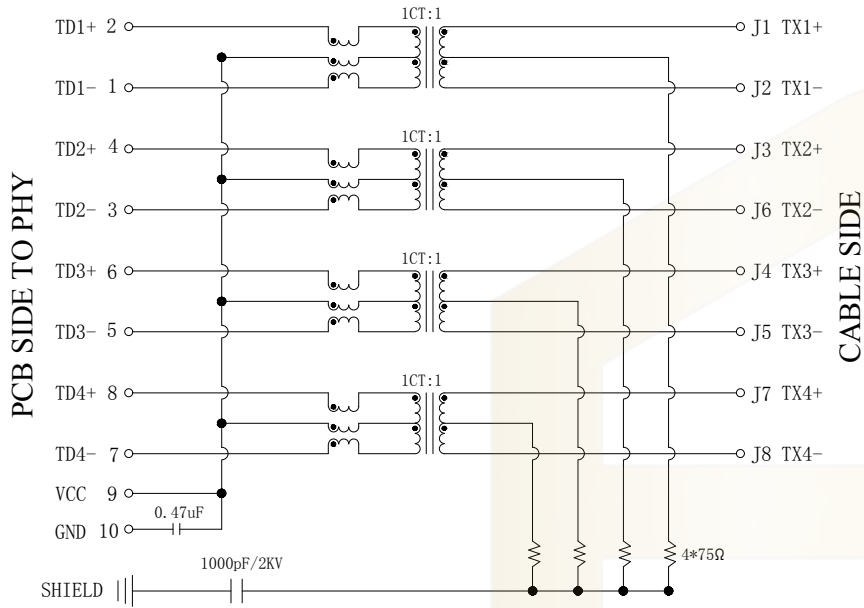 1CT:1
TD1+ 2
J1 TX1+
TD1- 1
J2 TX1-
1CT:1
TD2+ 4
J3 TX2+
TD2- 3
J6 TX2-
1CT:1
TD3+ 6
J4 TX3+
TD3- 5
J5 TX3-
1CT:1
TD4+ 8
J7 TX4+
TD4- 7
J8 TX4-
PCB SIDE TO PHY
CABLE SIDE
VCC 9
0.47uF
GND 10
1000pF/2KV
4*75Ω
SHIELD